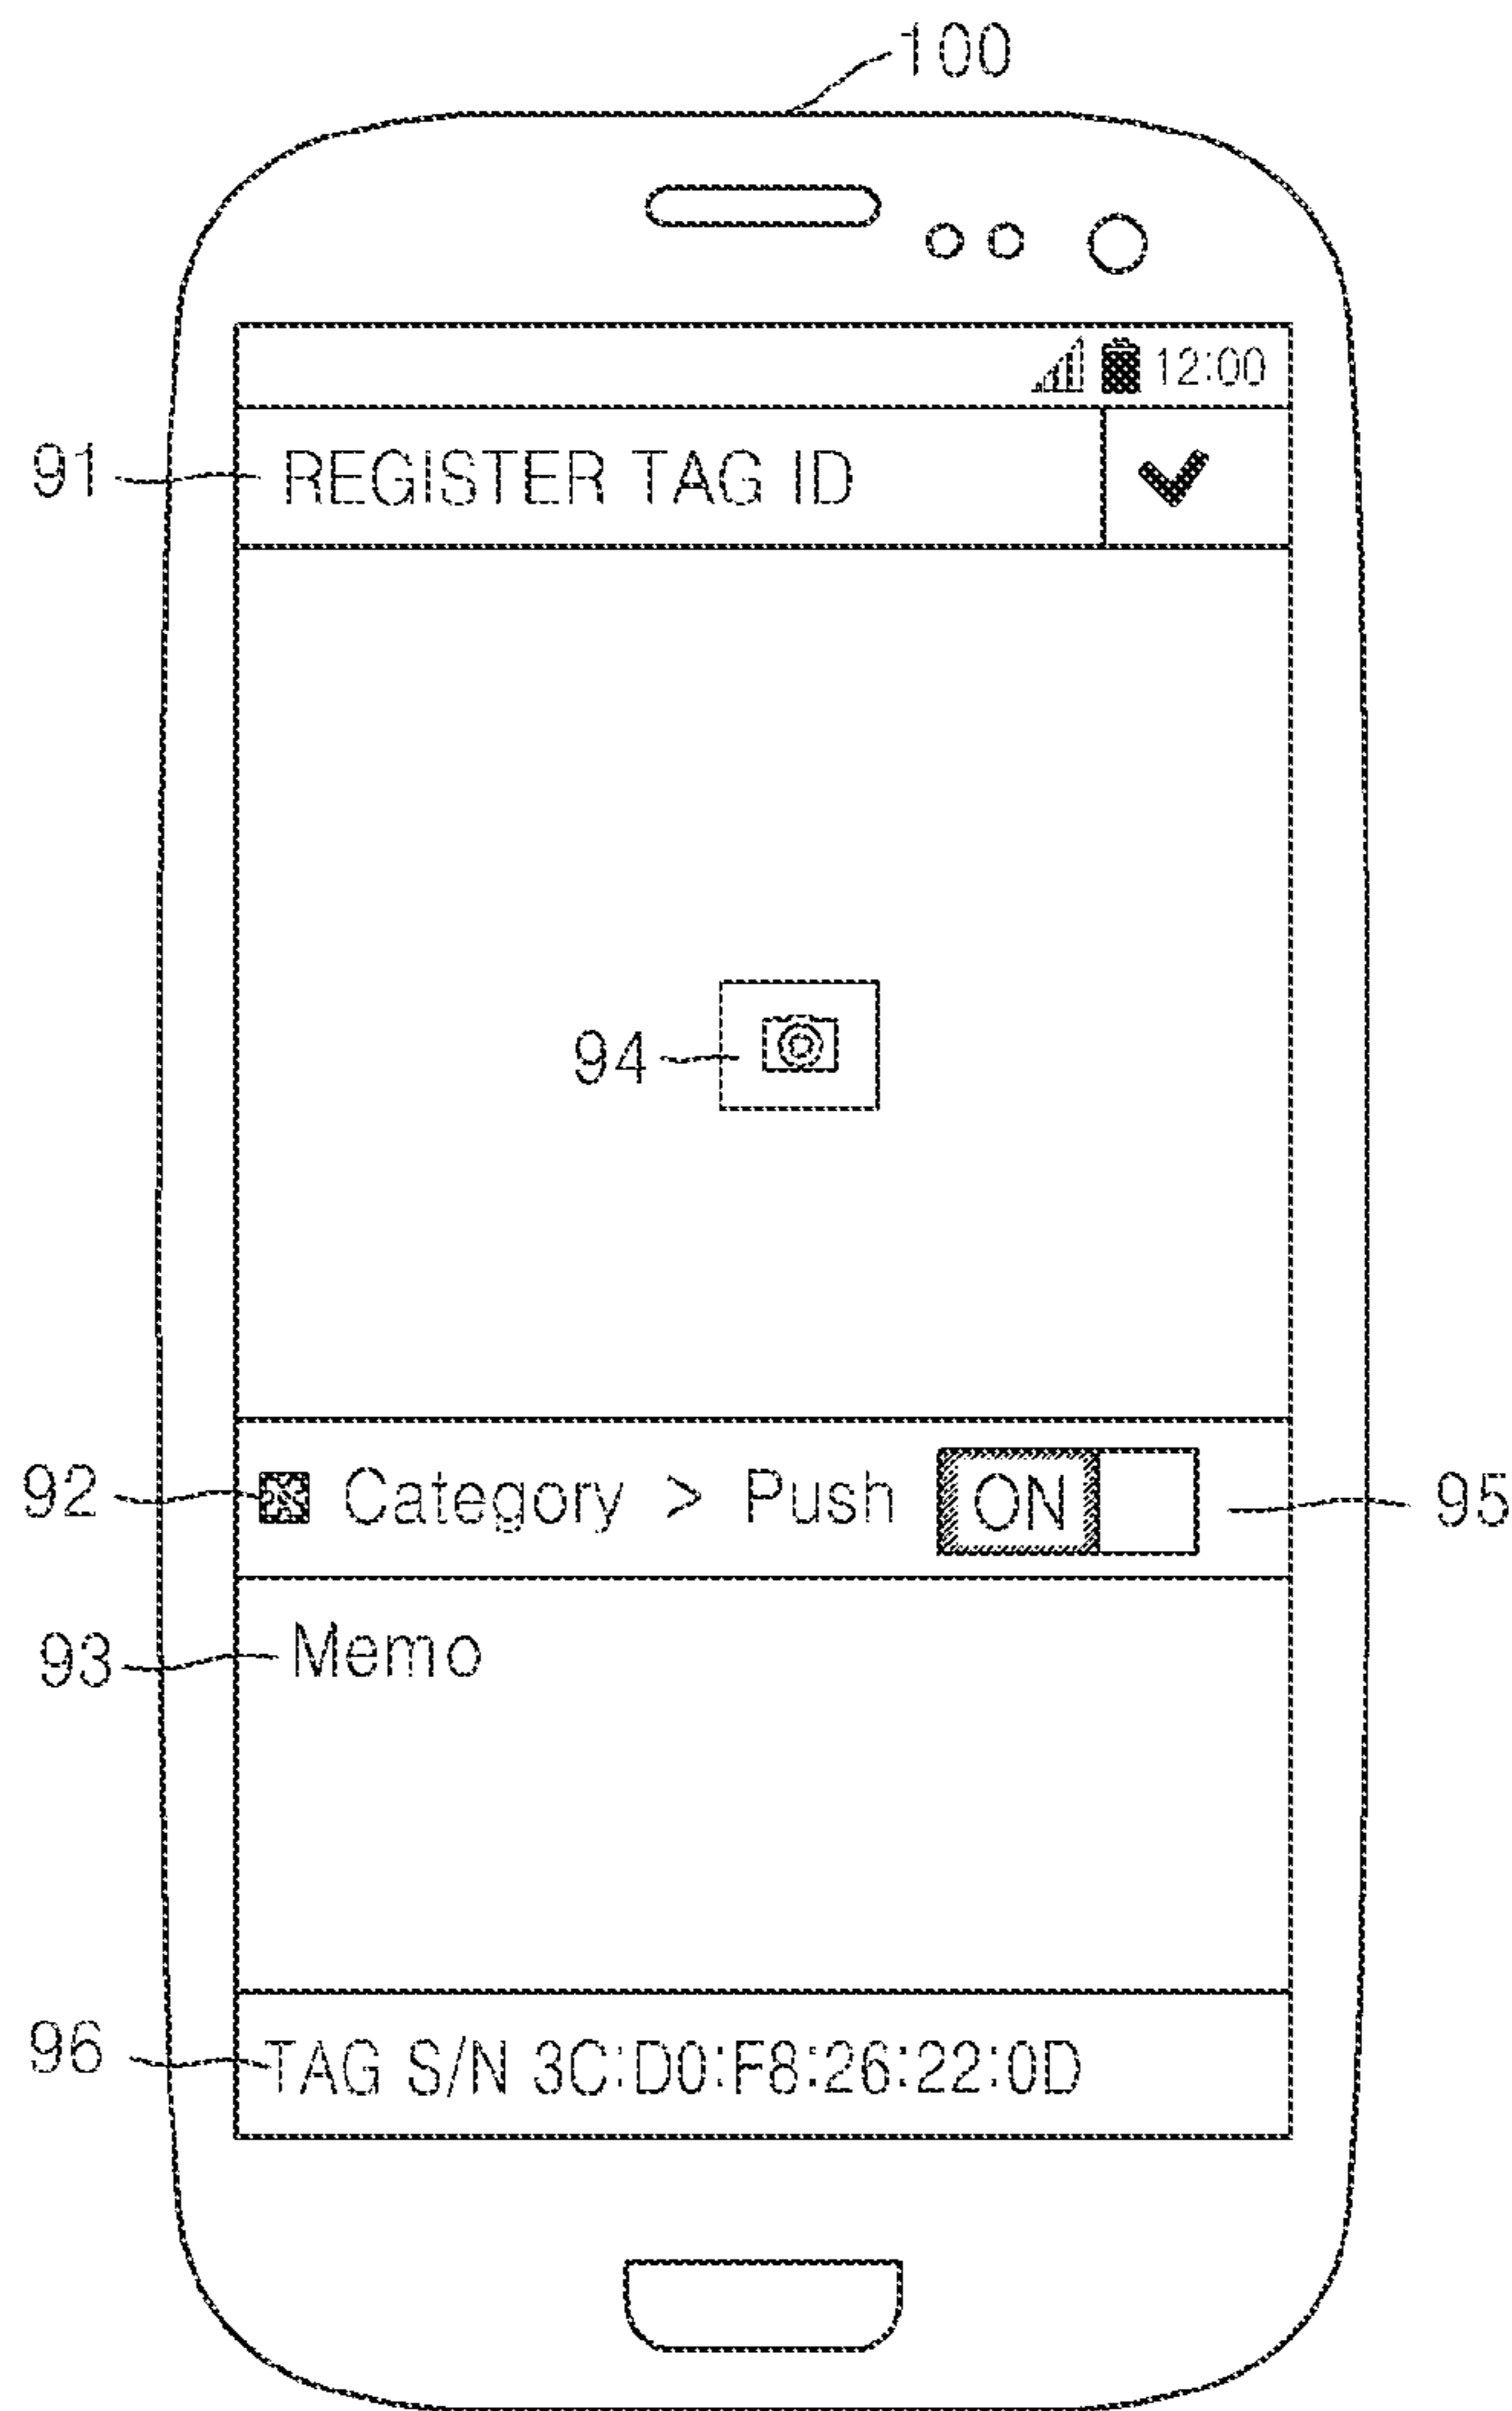 100
12:00
91 REGISTER TAG ID
94
92 Category > Push ON 95
93 Memo
96 TAG S/N 3C:D0:F8:26:22:0D